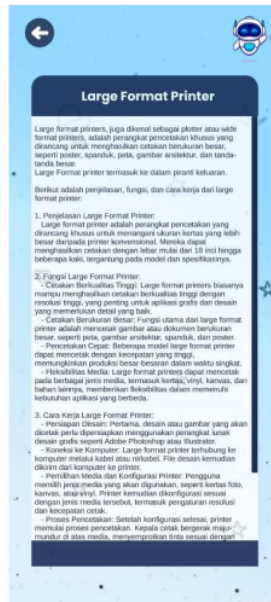 Large Format Printer
Large format printers, juga dikenal sebagai plotter atau wide
format printers, adalah perangkat pencetakan khusus yang
dirancang untuk menghasilkan cetakan berukuran besar,
seperti poster, spanduk, peta, gambar arsitektur, dan tanda-
tanda besar.
Large Format Printer termasuk ke dalam piranti keluaran.
Berikut adalah penjelasan, fungsi, dan cara kerja dari large
format printer:
1. Penjelasan Large Format Printer:
Large format printer adalah perangkat pencetakan yang
dirancang khusus untuk menangani ukuran kertas yang lebih
besar daripada printer konvensional. Mereka dapat
menghasilkan cetakan dengan lebar mulai dari 18 inci hingga
beberapa kaki, tergantung pada model dan spesifikasinya.
2. Fungsi Large Format Printer:
- Cetakan Berkualitas Tinggi: Large format printers biasanya
mampu menghasilkan cetakan berkualitas tinggi dengan
resolusi tinggi, yang penting untuk aplikasi grafis dan desain
yang memerlukan detail yang baik.
- Cetakan Berukuran Besar: Fungsi utama dari large format
printer adalah mencetak gambar atau dokumen berukuran
besar, seperti peta, gambar arsitektur, spanduk, dan poster.
- Pencetakan Cepat: Beberapa model large format printer
dapat mencetak dengan kecepatan yang tinggi,
memungkinkan produksi besar-besaran dalam waktu singkat.
- Fleksibilitas Media: Large format printers dapat mencetak
pada berbagai jenis media, termasuk kertas, vinyl, kanvas, dan
bahan lainnya, memberikan fleksibilitas dalam memenuhi
kebutuhan aplikasi yang berbeda.
3. Cara Kerja Large Format Printer:
- Persiapan Desain: Pertama, desain atau gambar yang akan
dicetak perlu dipersiapkan menggunakan perangkat lunak
desain grafis seperti Adobe Photoshop atau Illustrator.
- Koneksi ke Komputer: Large format printer terhubung ke
komputer melalui kabel atau nirkabel. File desain kemudian
dikirim dari komputer ke printer.
- Pemilihan Media dan Konfigurasi Printer: Pengguna
memilih jenis media yang akan digunakan, seperti kertas foto,
kanvas, atau vinyl. Printer kemudian dikonfigurasi sesuai
dengan jenis media tersebut, termasuk pengaturan resolusi
dan kecepatan cetak.
- Proses Pencetakan: Setelah konfigurasi selesai, printer
memulai proses pencetakan. Kepala cetak bergerak maju-
mundur di atas media, menyemprotkan tinta sesuai dengan